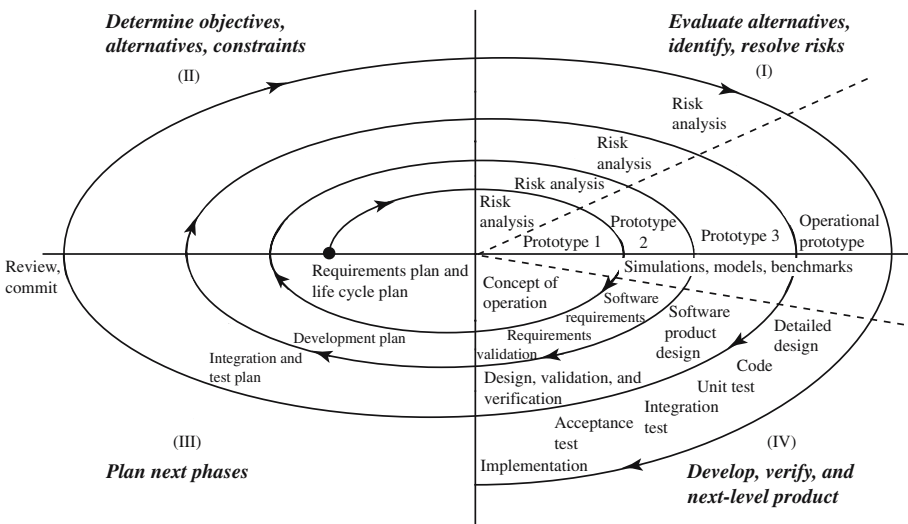 Determine objectives,
alternatives, constraints
(II)
Evaluate alternatives,
identify, resolve risks
(I)
Risk
analysis
Risk
analysis
Risk analysis
Risk
analysis
Prototype 1
Prototype
2
Prototype 3
Operational
prototype
Review,
commit
Requirements plan and
life cycle plan
Development plan
Integration and
test plan
Simulations, models, benchmarks
Concept of
operation
Software
requirements
Requirements
validation
Software
product
design
Detailed
design
Design, validation, and
verification
Code
Unit test
Integration
test
Acceptance
test
Implementation
(III)
Plan next phases
(IV)
Develop, verify, and
next-level product